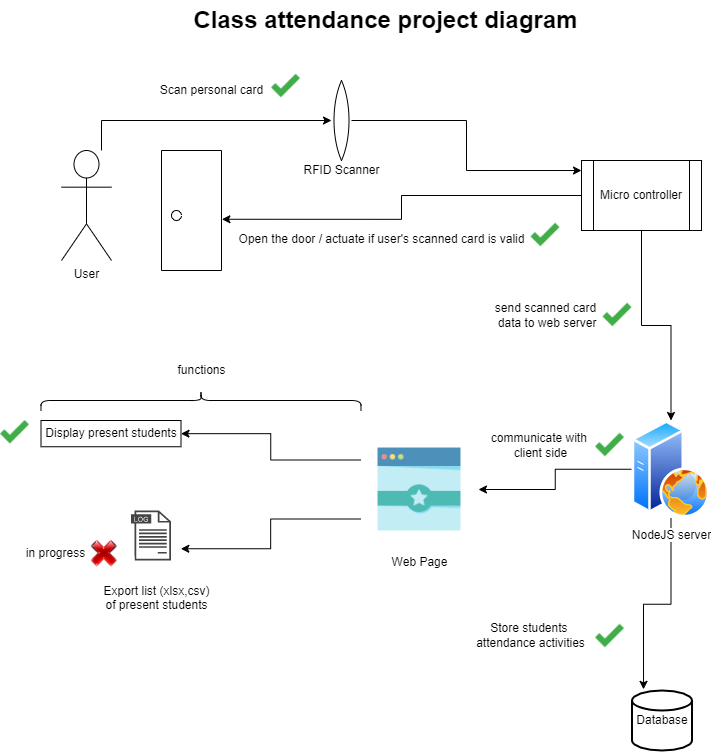 Class attendance project diagram
Scan personal card
RFID Scanner
Micro controller
Open the door / actuate if user's scanned card is valid
User
send scanned card
data to web server
functions
Display present students
communicate with
client side
NodeJS server
LOG
in progress
Web Page
Export list (xlsx,csv)
of present students
Store students
attendance activities
Database